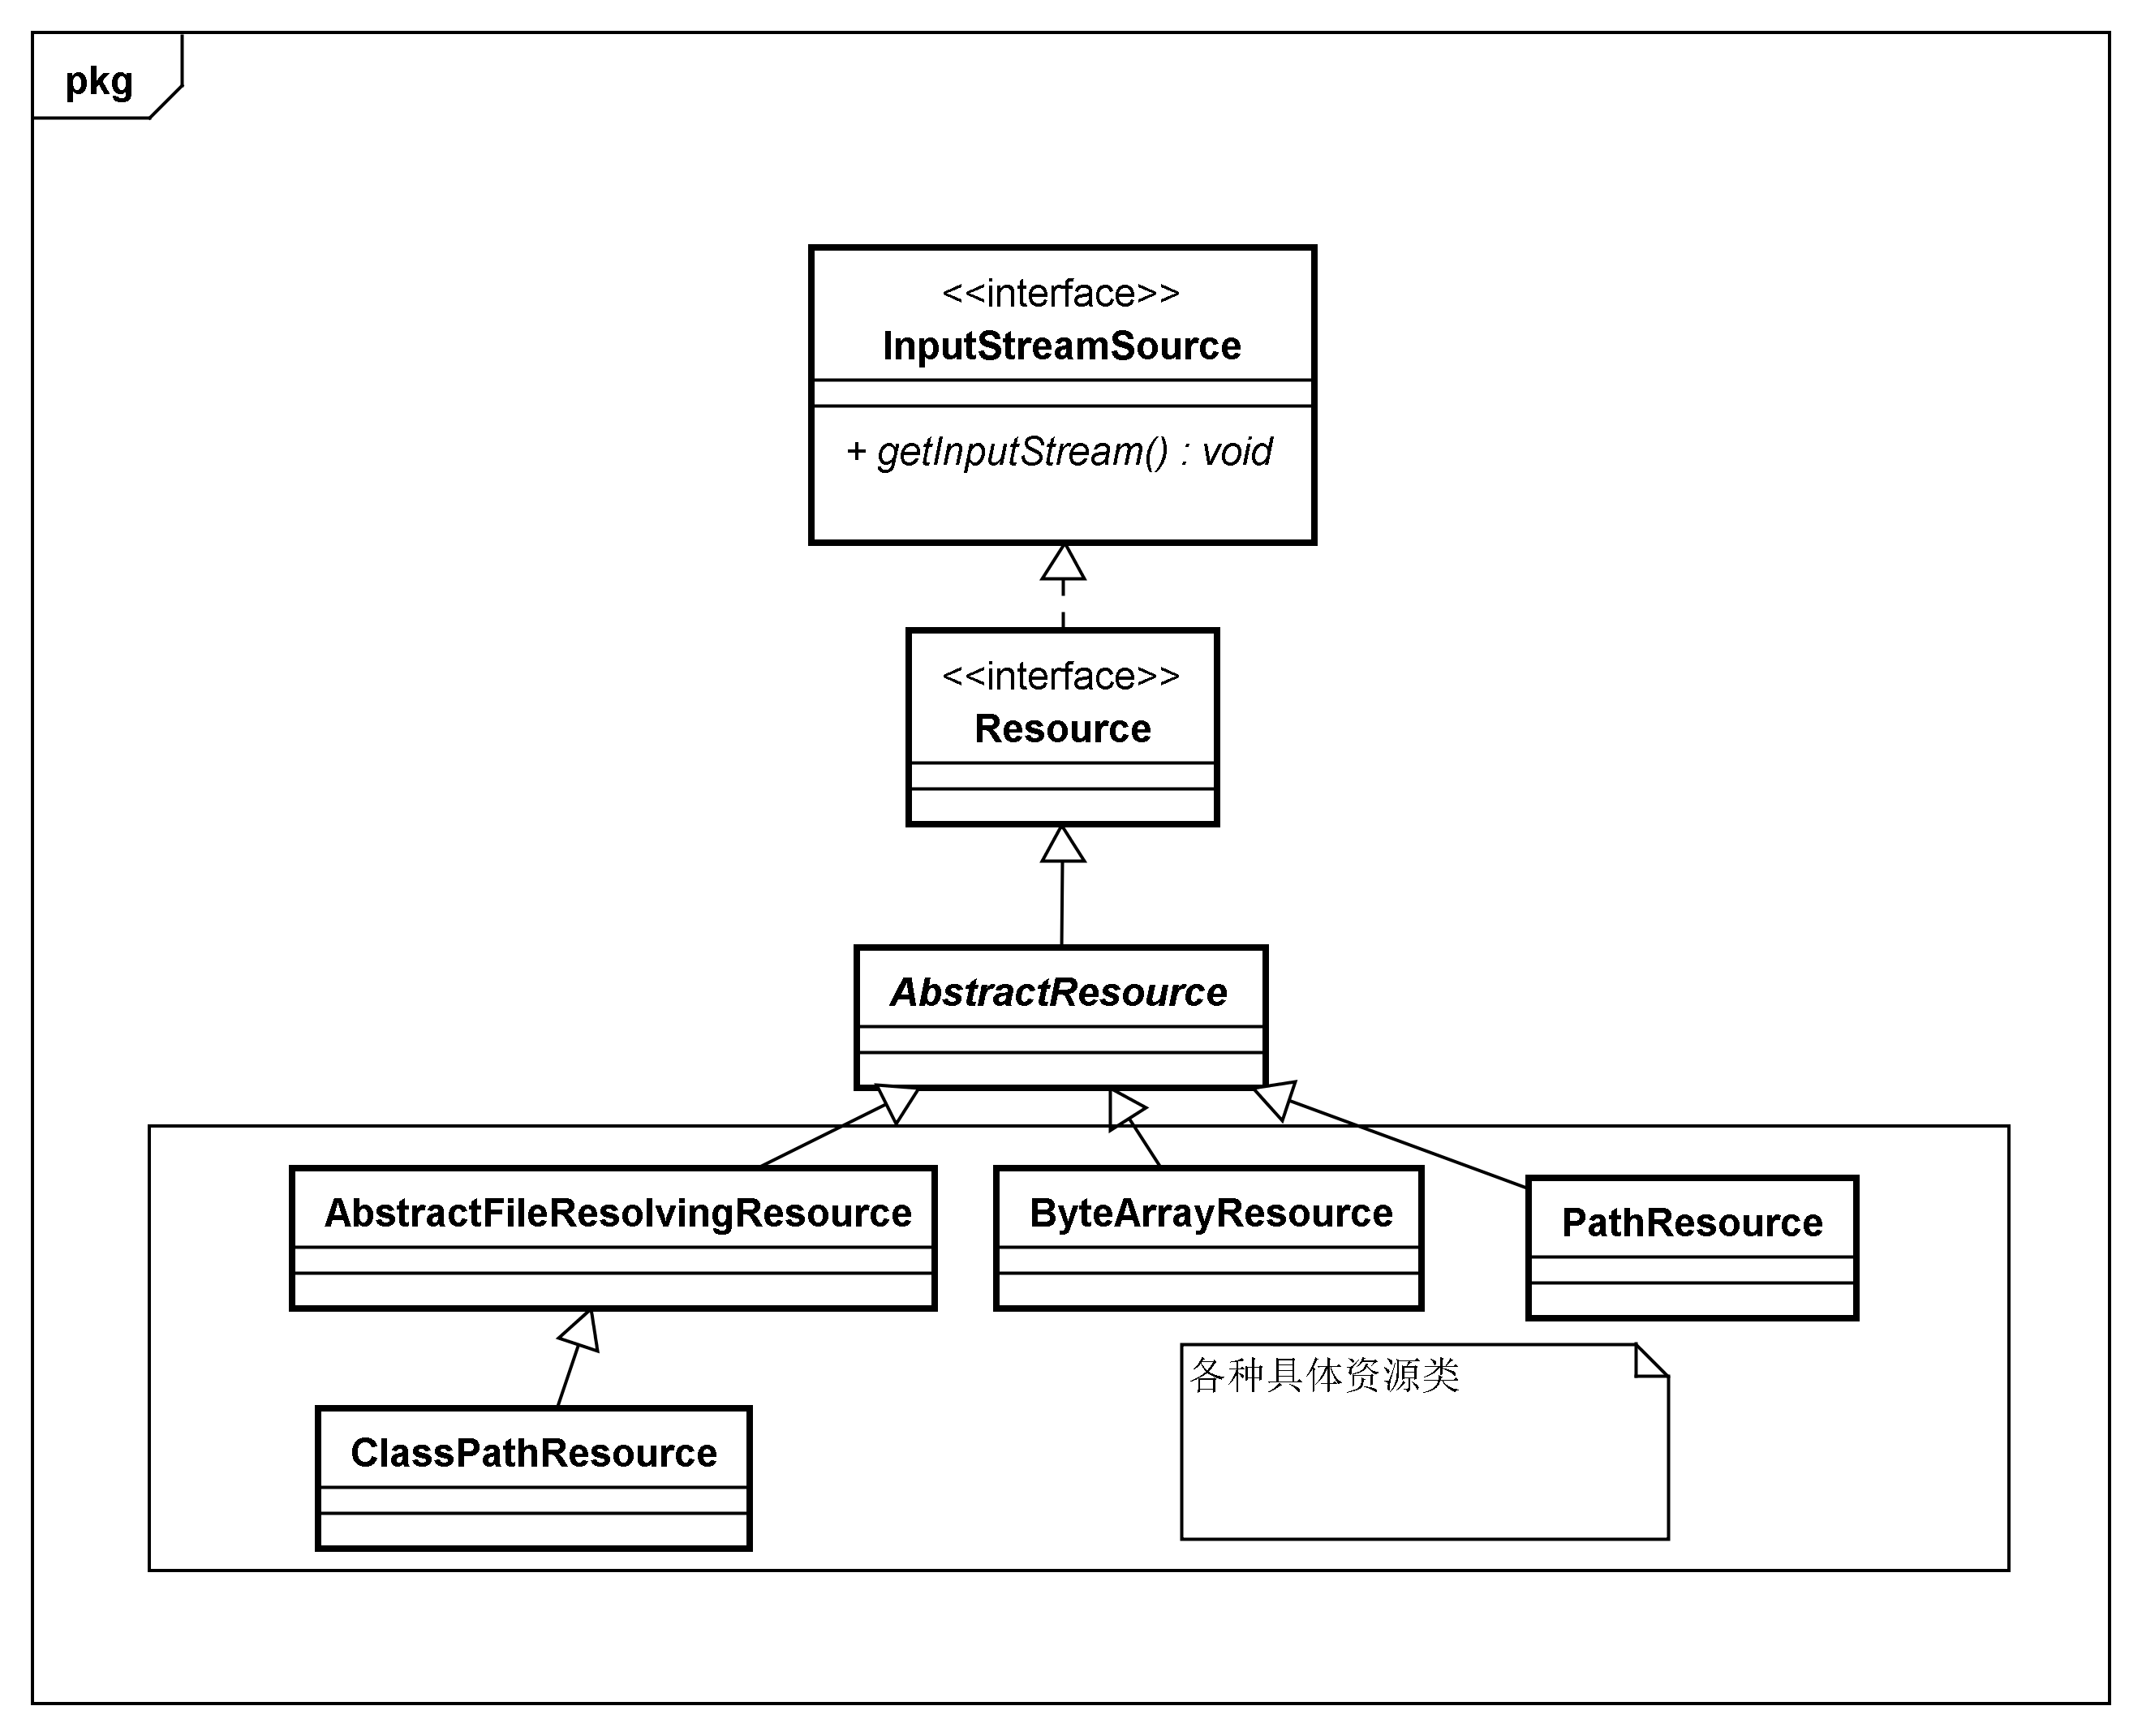 pkg
<<interface>>
InputStreamSource
+ getInputStream() : void
<<interface>>
Resource
AbstractResource
AbstractFileResolvingResource
ByteArrayResource
PathResource
各种具体资源类
ClassPathResource